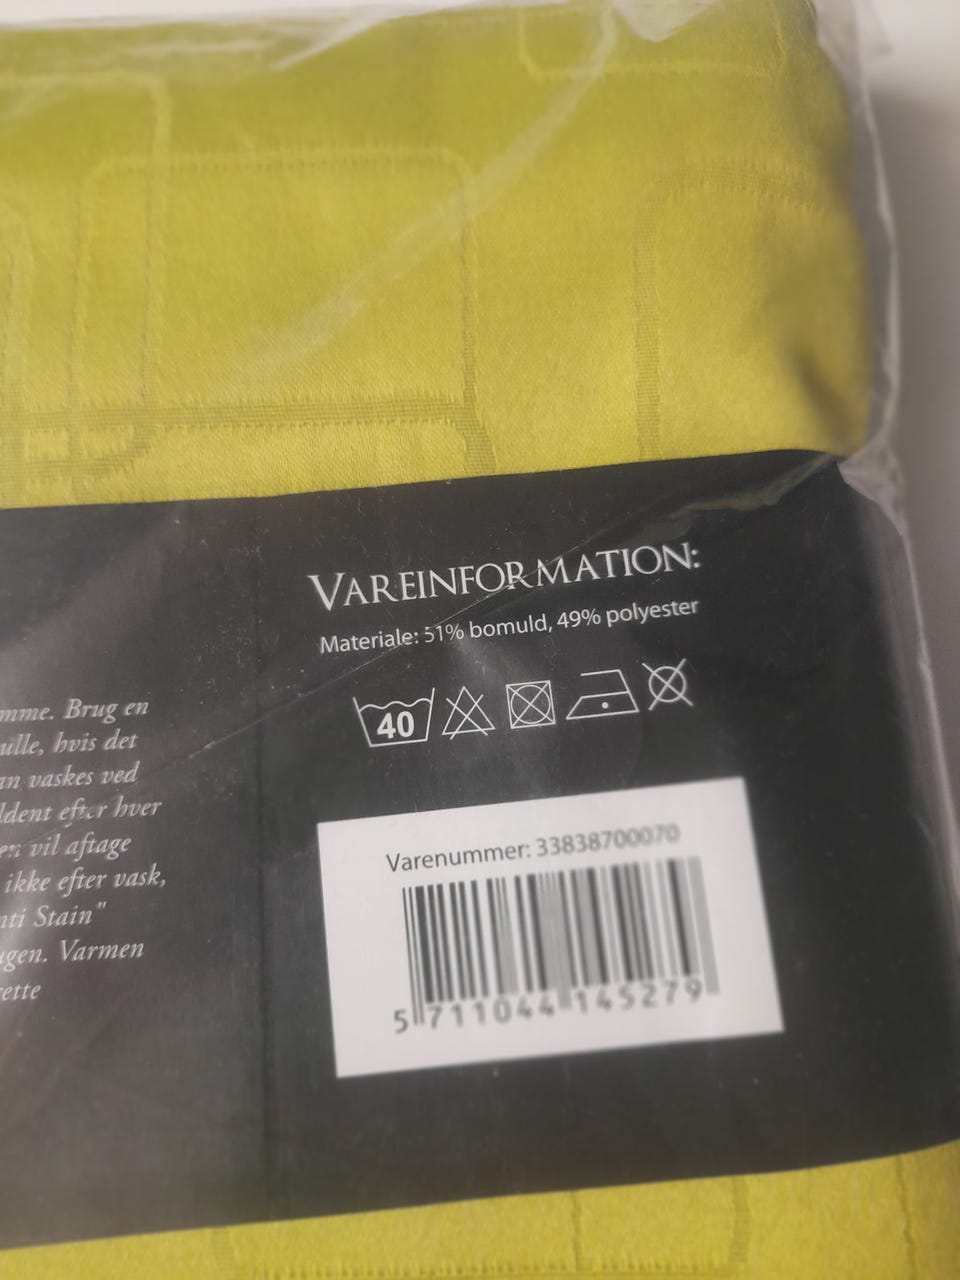 mme. Brug en
ulle, hvis det
an vaskes ved
ldent efter hver
en vil aftage
ikke efter vask,
nti Stain"
ugen. Varmen
rette
VAREINFORMATION:
Materiale: 51% bomuld, 49% polyester
40
Varenummer: 33838700070
5 711044 145279